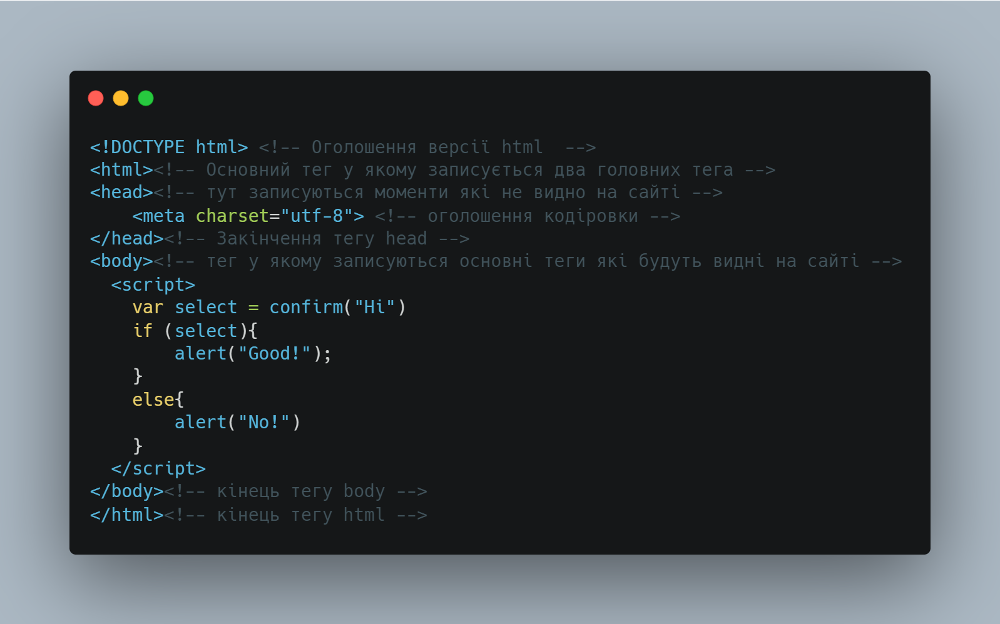 <!DOCTYPE html> <!-- Оголошення версії html  -->
<html><!-- Основний тег у якому записується два головних тега -->
<head><!-- тут записуються моменти які не видно на сайті -->
    <meta charset="utf-8"> <!-- оголошення кодіровки -->
</head><!-- Закінчення тегу head -->
<body><!-- тег у якому записуються основні теги які будуть видні на сайті -->
  <script>
    var select = confirm("Hi")
    if (select){
        alert("Good!");
    }
    else{
        alert("No!")
    }
  </script>
</body><!-- кінець тегу body -->
</html><!-- кінець тегу html -->